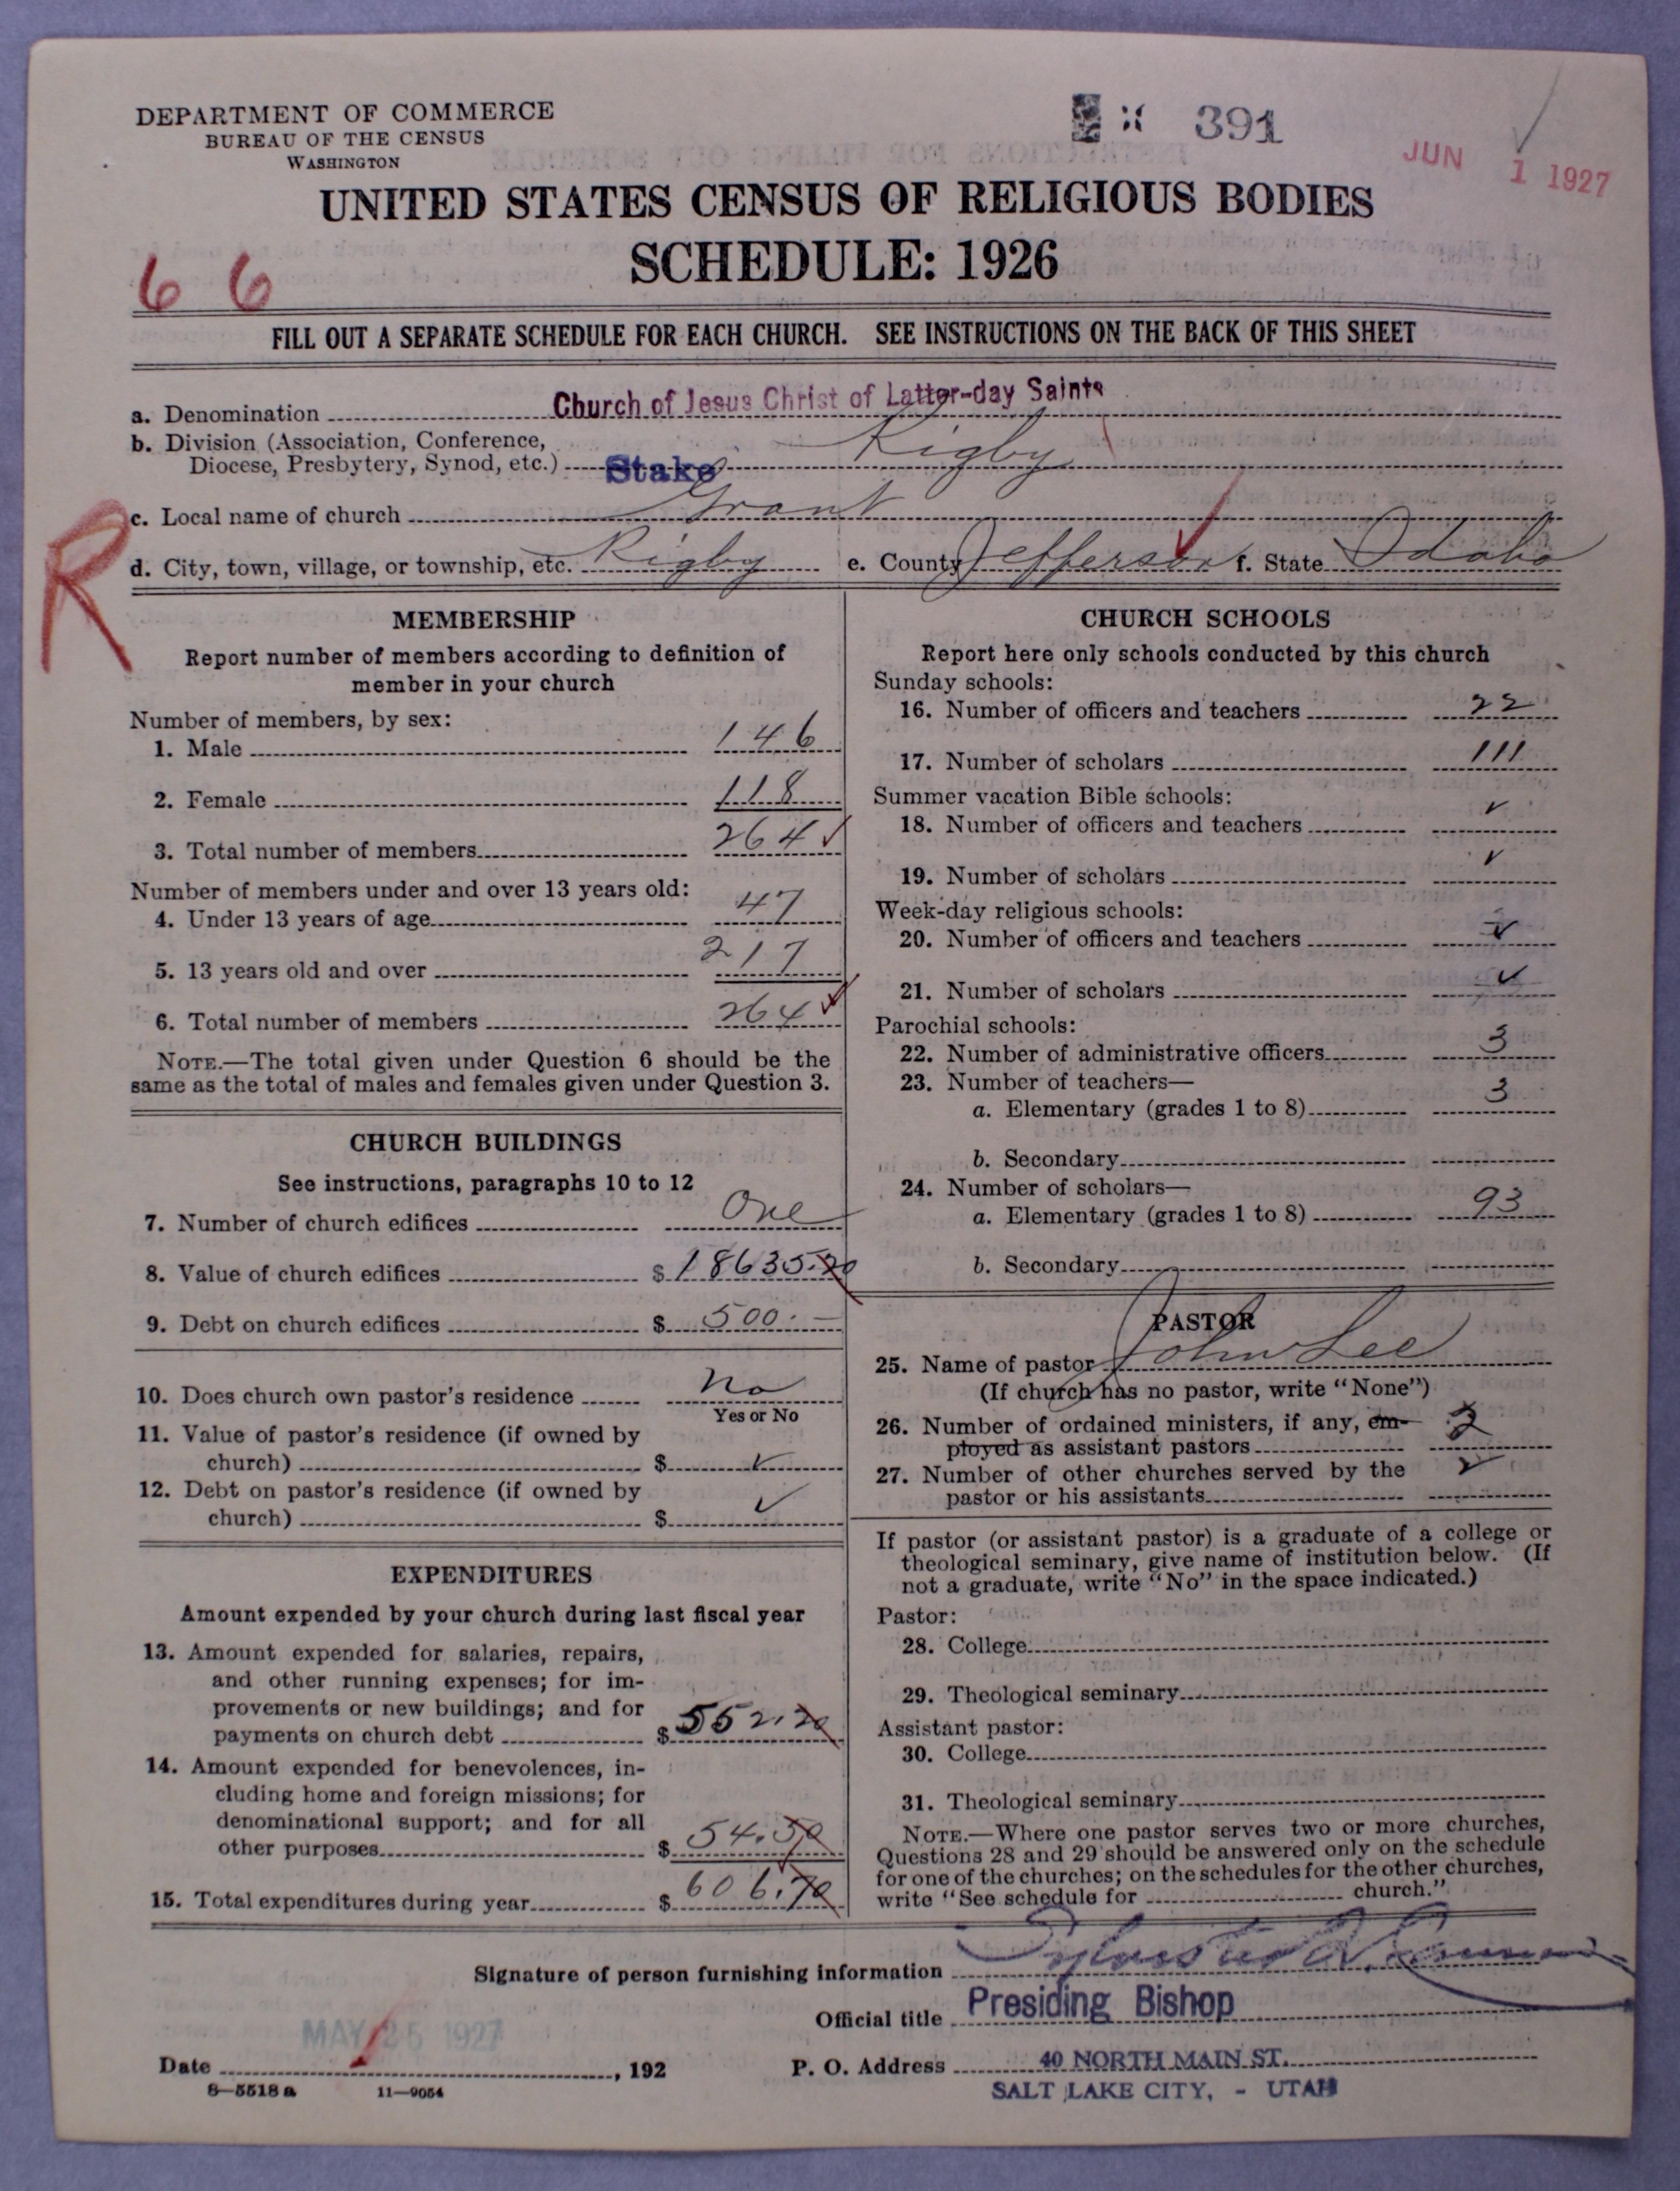 DEPARTMENT OF COMMERCE
BUREAU OF THE CENSUS
WASHINGTON
391
JUN 1 1927
UNITED STATES CENSUS OF RELIGIOUS BODIES
SCHEDULE: 1926
6 6
FILL OUT A SEPARATE SCHEDULE FOR EACH CHURCH. SEE INSTRUCTIONS ON THE BACK OF THIS SHEET
a. Denomination Church of Jesus Christ of Latter-day Saints
b. Division (Association, Conference,
Diocese, Presbytery, Synod, etc.) Stake Rigby
R
c. Local name of church Grant
d. City, town, village, or township, etc. Rigby e. County Jefferson f. State Idaho
MEMBERSHIP
Report number of members according to definition of
member in your church
Number of members, by sex:
1. Male 146
2. Female 118
3. Total number of members 264 ✓
Number of members under and over 13 years old:
4. Under 13 years of age 47
5. 13 years old and over 217
6. Total number of members 264 ✓
NOTE.—The total given under Question 6 should be the
same as the total of males and females given under Question 3.
CHURCH BUILDINGS
See instructions, paragraphs 10 to 12
7. Number of church edifices One
8. Value of church edifices $ 18635.20
9. Debt on church edifices $ 500.—
10. Does church own pastor's residence No
Yes or No
11. Value of pastor's residence (if owned by
church) $ ✓
12. Debt on pastor's residence (if owned by
church) $ ✓
EXPENDITURES
Amount expended by your church during last fiscal year
13. Amount expended for salaries, repairs,
and other running expenses; for im-
provements or new buildings; and for
payments on church debt $ 552.20
14. Amount expended for benevolences, in-
cluding home and foreign missions; for
denominational support; and for all
other purposes $ 54.50
15. Total expenditures during year $ 606.70
CHURCH SCHOOLS
Report here only schools conducted by this church
Sunday schools:
16. Number of officers and teachers 22
17. Number of scholars 111
Summer vacation Bible schools:
18. Number of officers and teachers ✓
19. Number of scholars ✓
Week-day religious schools:
20. Number of officers and teachers ✓
21. Number of scholars ✓
Parochial schools:
22. Number of administrative officers 3
23. Number of teachers—
a. Elementary (grades 1 to 8) 3
b. Secondary
24. Number of scholars—
a. Elementary (grades 1 to 8) 93
b. Secondary
PASTOR
25. Name of pastor John Lee
(If church has no pastor, write "None")
26. Number of ordained ministers, if any, em-
ployed as assistant pastors 2
27. Number of other churches served by the
pastor or his assistants ✓
If pastor (or assistant pastor) is a graduate of a college or
theological seminary, give name of institution below. (If
not a graduate, write "No" in the space indicated.)
Pastor:
28. College
29. Theological seminary
Assistant pastor:
30. College
31. Theological seminary
NOTE.—Where one pastor serves two or more churches,
Questions 28 and 29 should be answered only on the schedule
for one of the churches; on the schedules for the other churches,
write "See schedule for church."
Signature of person furnishing information Sylvester Q. Cannon
Official title Presiding Bishop
MAY 25 1927
Date , 192
P. O. Address 40 NORTH MAIN ST.
SALT LAKE CITY, - UTAH
8—5518 a 11—9054